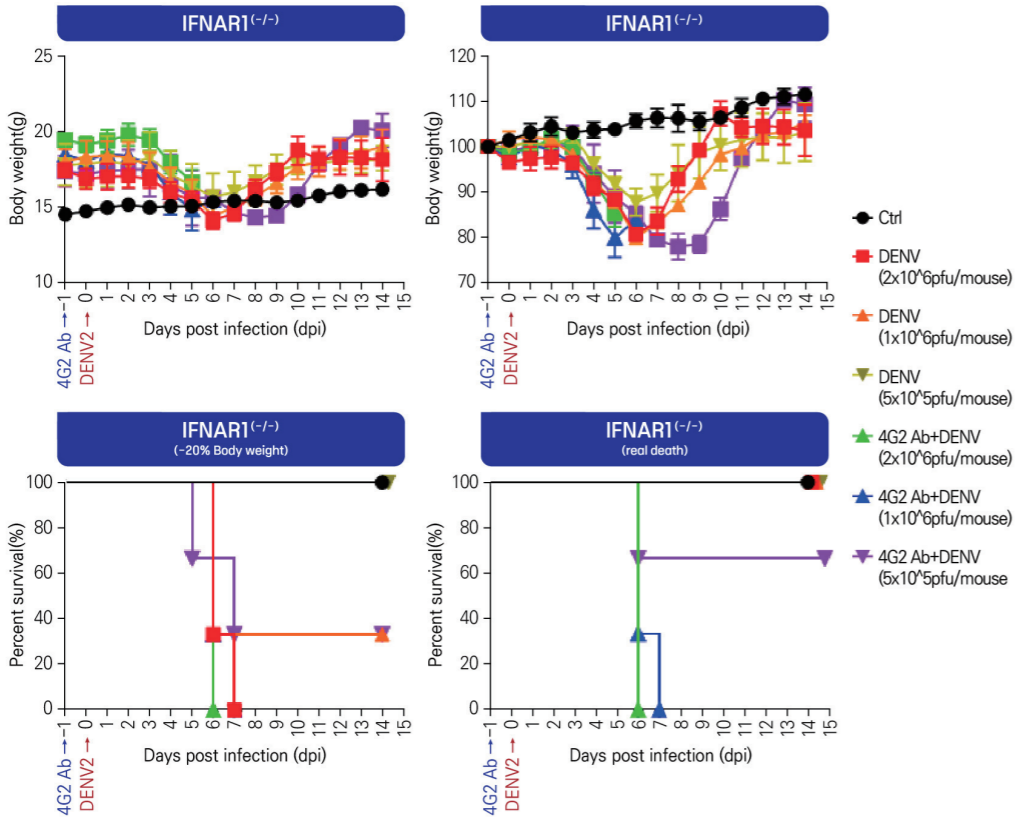 IFNAR1(-/-)
Body weight(g)
25
20
15
10
-1 0 1 2 3 4 5 6 7 8 9 10 11 12 13 14 15
Days post infection (dpi)
4G2 Ab →
DENV2 →
IFNAR1(-/-)
Body weight(g)
120
110
100
90
80
70
-1 0 1 2 3 4 5 6 7 8 9 10 11 12 13 14 15
Days post infection (dpi)
4G2 Ab →
DENV2 →
Ctrl
DENV
(2x10^6pfu/mouse)
DENV
(1x10^6pfu/mouse)
DENV
(5x10^5pfu/mouse)
4G2 Ab+DENV
(2x10^6pfu/mouse)
4G2 Ab+DENV
(1x10^6pfu/mouse)
4G2 Ab+DENV
(5x10^5pfu/mouse
IFNAR1(-/-)
(-20% Body weight)
Percent survival(%)
100
80
60
40
20
0
-1 0 1 2 3 4 5 6 7 8 9 10 11 12 13 14 15
Days post infection (dpi)
4G2 Ab →
DENV2 →
IFNAR1(-/-)
(real death)
Percent survival(%)
100
80
60
40
20
0
-1 0 1 2 3 4 5 6 7 8 9 10 11 12 13 14 15
Days post infection (dpi)
4G2 Ab →
DENV2 →